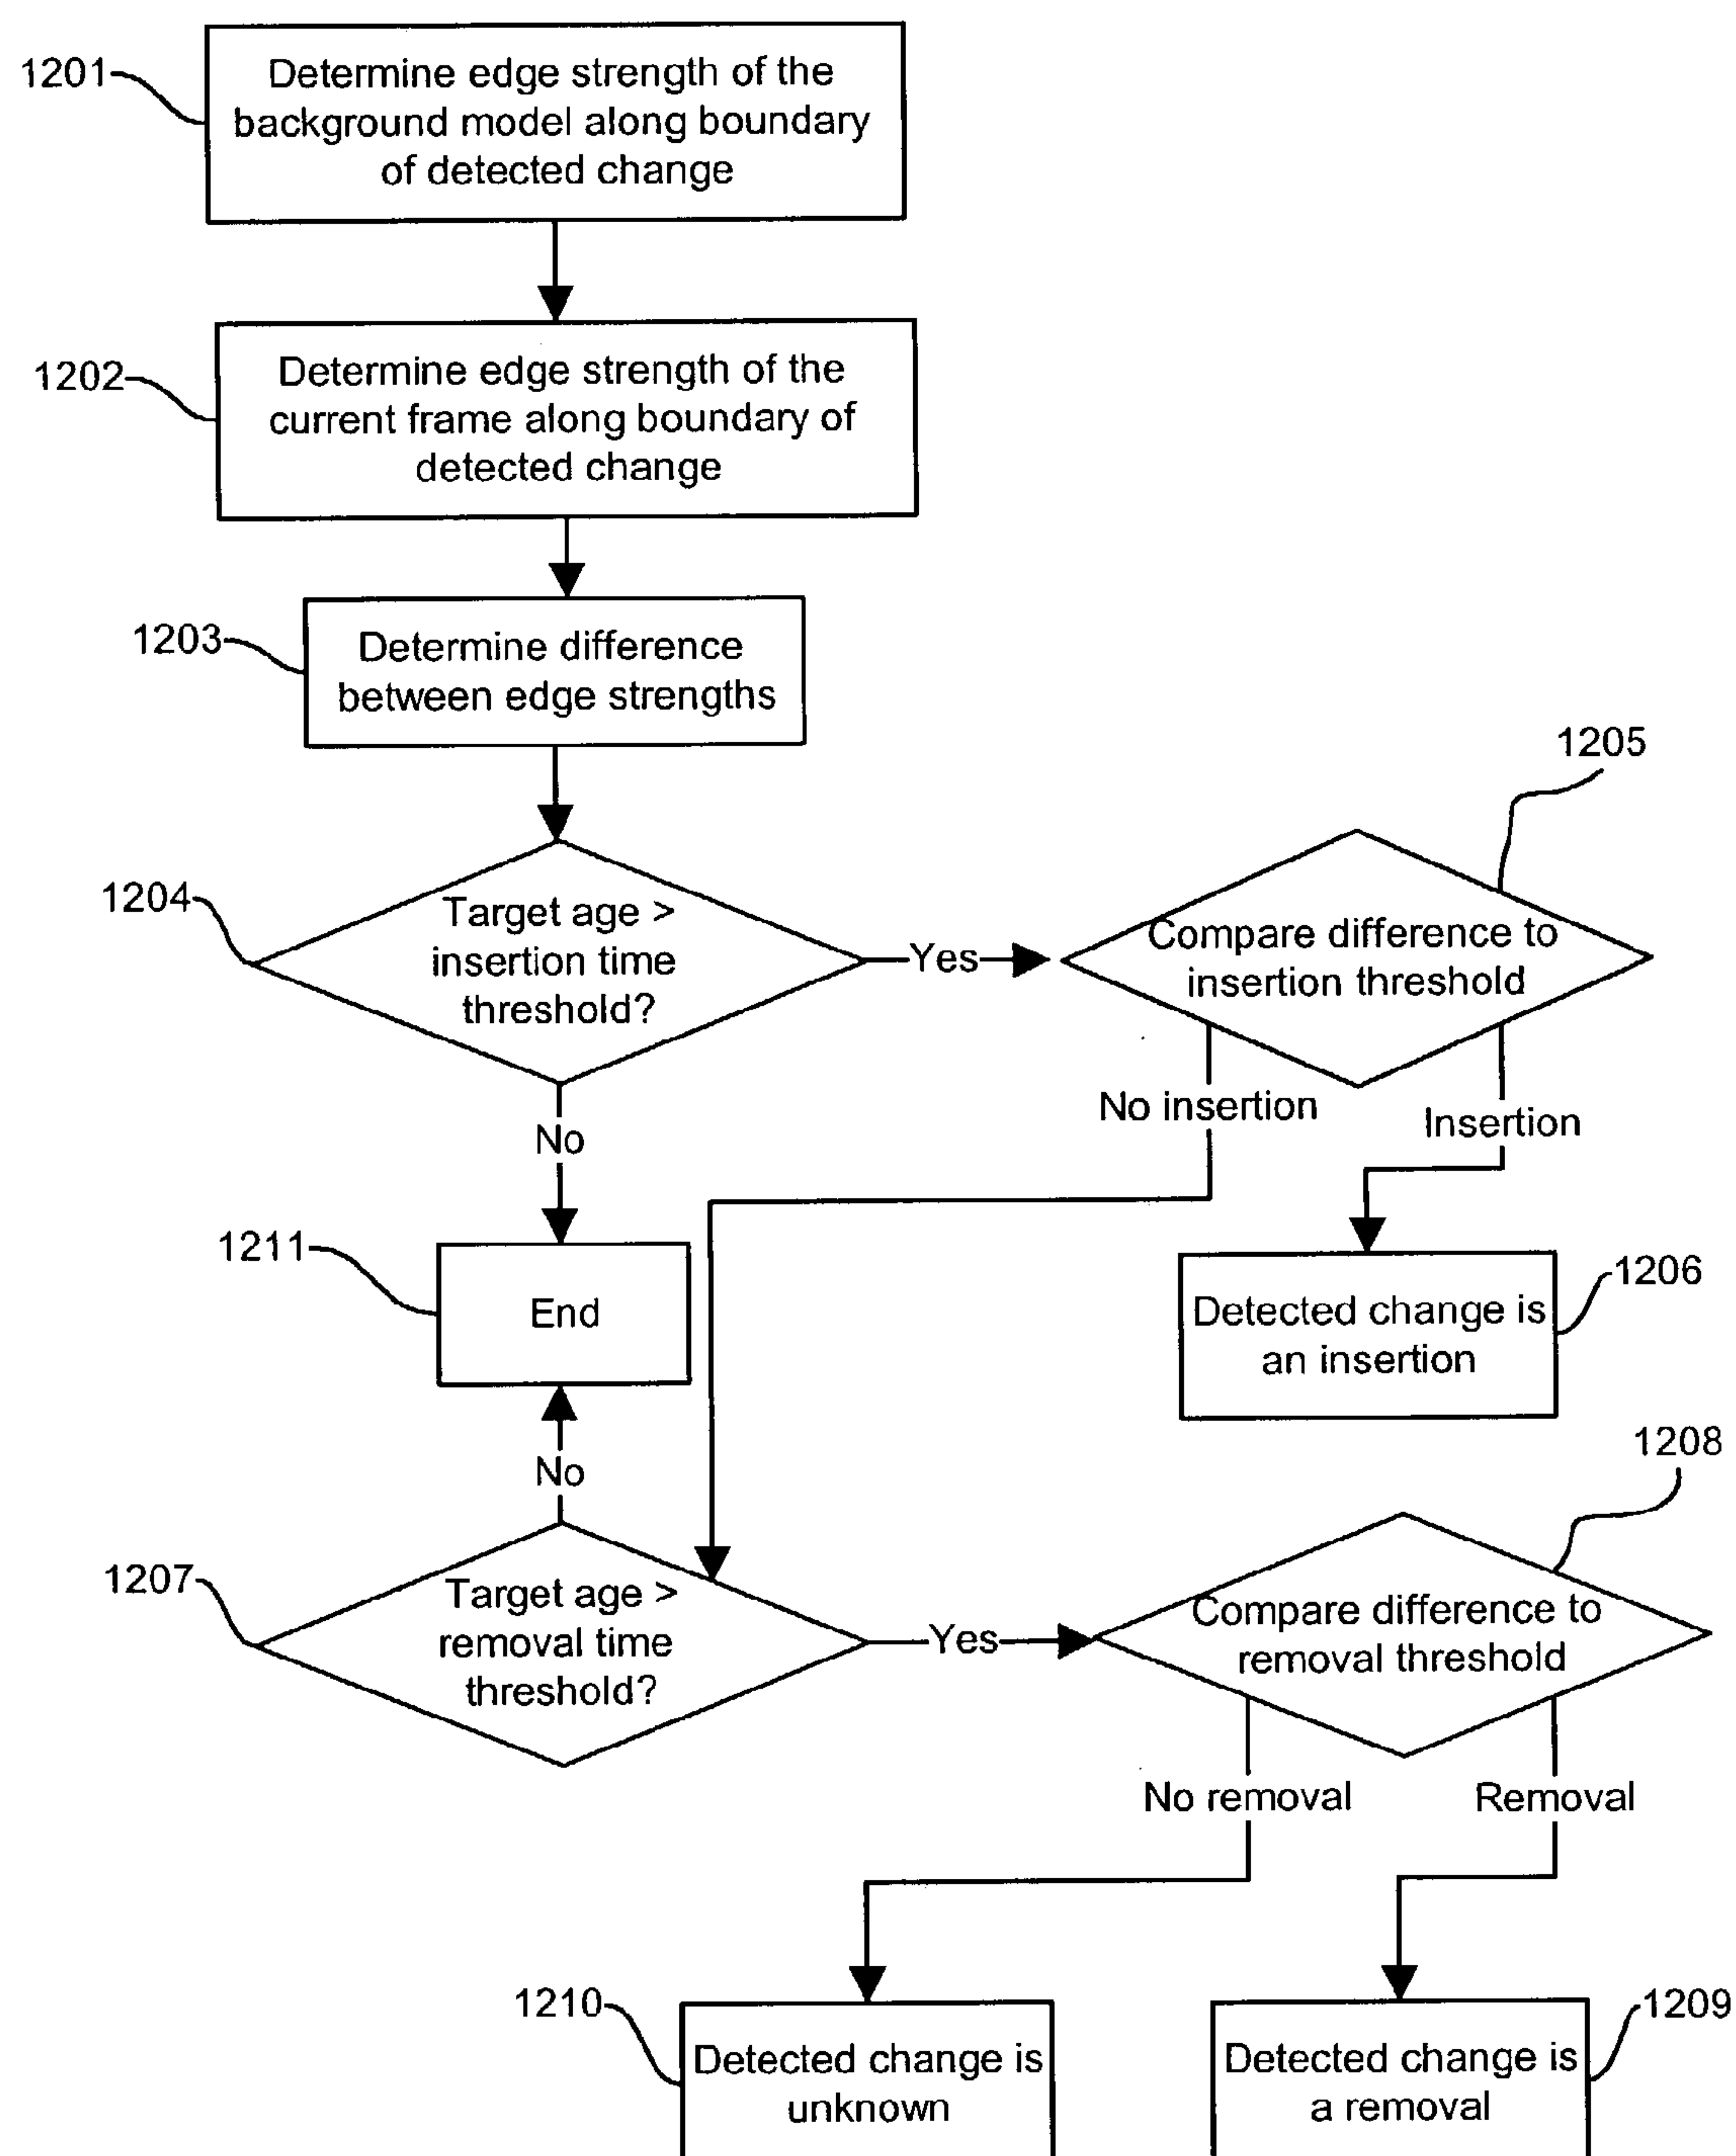 1201
Determine edge strength of the
background model along boundary
of detected change
1202
Determine edge strength of the
current frame along boundary of
detected change
1203
Determine difference
between edge strengths
1204
Target age >
insertion time
threshold?
Yes
1205
Compare difference to
insertion threshold
No
No insertion
Insertion
1211
End
1206
Detected change is
an insertion
No
1207
Target age >
removal time
threshold?
Yes
1208
Compare difference to
removal threshold
No removal
Removal
1210
Detected change is
unknown
1209
Detected change is
a removal